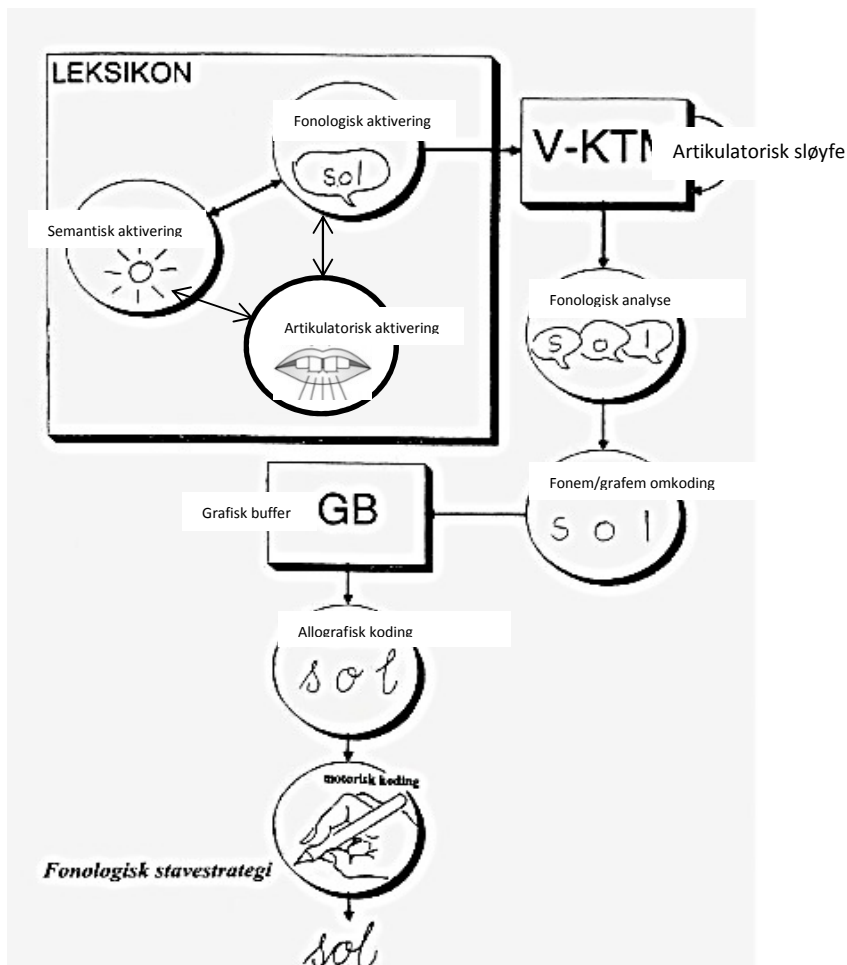 LEKSIKON
Fonologisk aktivering
sol
V-KTM
Artikulatorisk sløyfe
Semantisk aktivering
Artikulatorisk aktivering
Fonologisk analyse
s o l
Fonem/grafem omkoding
s o l
Grafisk buffer
GB
Allografisk koding
s o l
motorisk koding
Fonologisk stavestrategi
sol